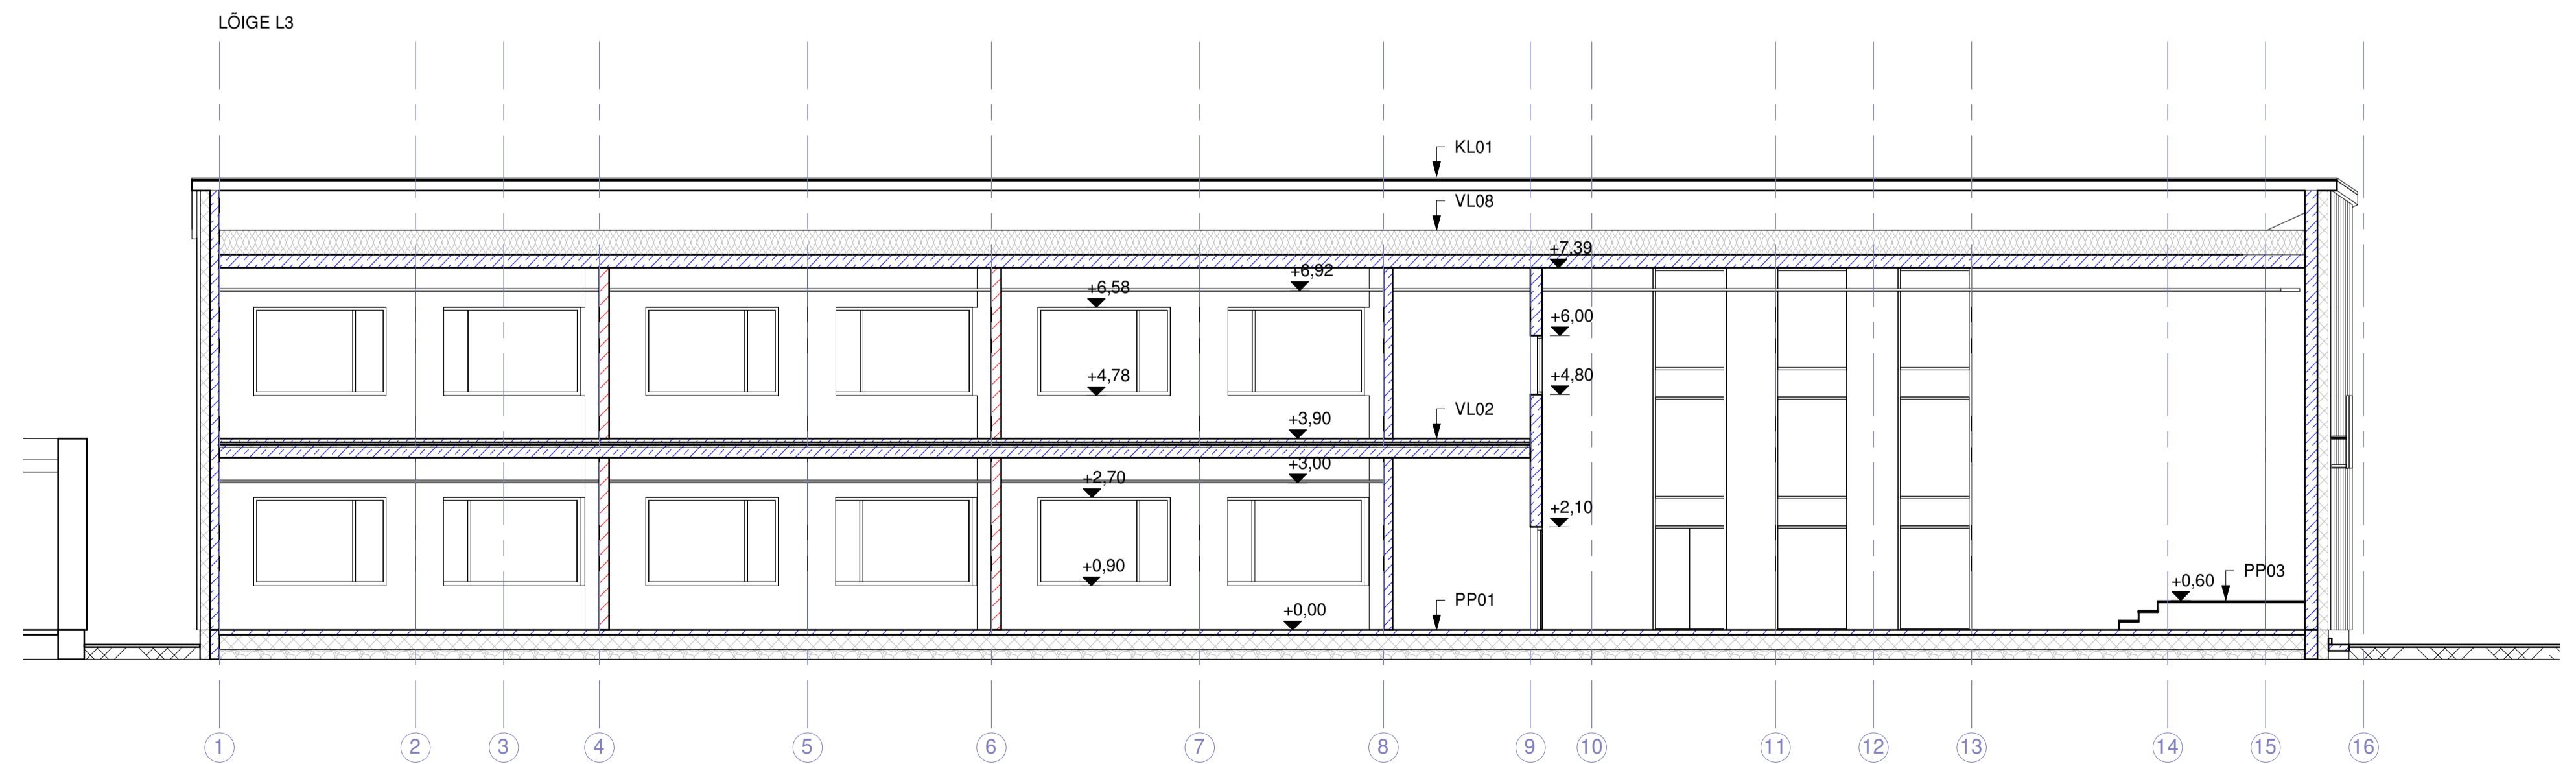 LÕIGE L3
KL01
VL08
+7,39
+6,92
+6,58
+6,00
+4,78
+4,80
+3,90
VL02
+3,00
+2,70
+2,10
+0,90
+0,00
PP01
+0,60
PP03
1 2 3 4 5 6 7 8 9 10 11 12 13 14 15 16